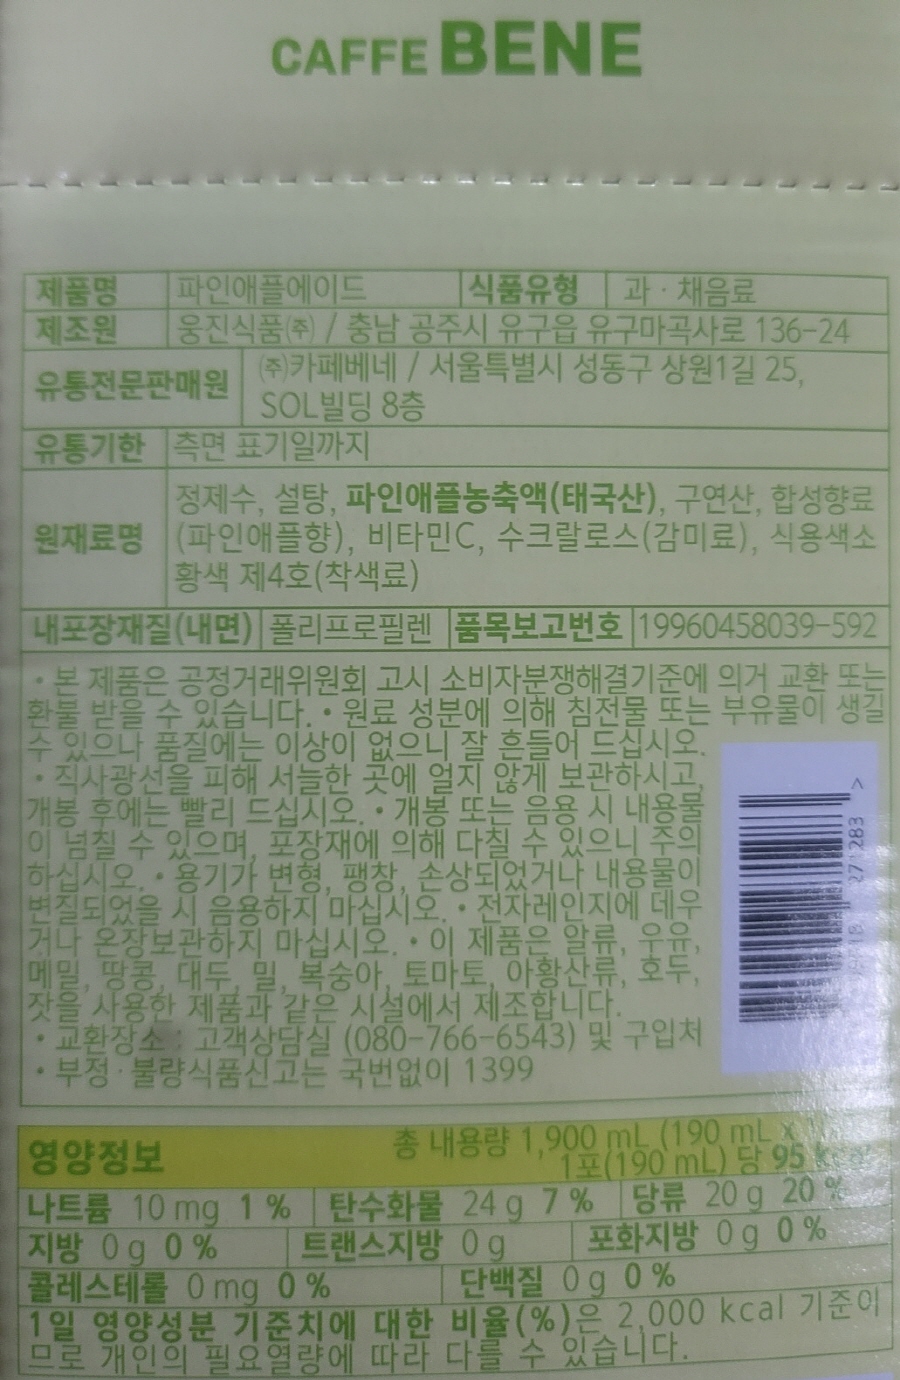 CAFFE BENE
제품명 파인애플에이드 식품유형 과·채음료
제조원 웅진식품㈜ / 충남 공주시 유구읍 유구마곡사로 136-24
유통전문판매원 ㈜카페베네 / 서울특별시 성동구 상원1길 25,
SOL빌딩 8층
유통기한 측면 표기일까지
원재료명 정제수, 설탕, 파인애플농축액(태국산), 구연산, 합성향료
(파인애플향), 비타민C, 수크랄로스(감미료), 식용색소
황색 제4호(착색료)
내포장재질(내면) 폴리프로필렌 품목보고번호 19960458039-592
• 본 제품은 공정거래위원회 고시 소비자분쟁해결기준에 의거 교환 또는
환불 받을 수 있습니다. • 원료 성분에 의해 침전물 또는 부유물이 생길
수 있으나 품질에는 이상이 없으니 잘 흔들어 드십시오.
• 직사광선을 피해 서늘한 곳에 얼지 않게 보관하시고,
개봉 후에는 빨리 드십시오. • 개봉 또는 음용 시 내용물
이 넘칠 수 있으며, 포장재에 의해 다칠 수 있으니 주의
하십시오. • 용기가 변형, 팽창, 손상되었거나 내용물이
변질되었을 시 음용하지 마십시오. • 전자레인지에 데우
거나 온장보관하지 마십시오. • 이 제품은 알류, 우유,
메밀, 땅콩, 대두, 밀, 복숭아, 토마토, 아황산류, 호두,
잣을 사용한 제품과 같은 시설에서 제조합니다.
• 교환장소 : 고객상담실 (080-766-6543) 및 구입처
• 부정·불량식품신고는 국번없이 1399
271283 >
영양정보
총 내용량 1,900 mL (190 mL x
1포(190 mL) 당 95 kcal
나트륨 10 mg 1 % 탄수화물 24 g 7 % 당류 20 g 20 %
지방 0 g 0 % 트랜스지방 0 g 포화지방 0 g 0 %
콜레스테롤 0 mg 0 % 단백질 0 g 0 %
1일 영양성분 기준치에 대한 비율(%)은 2,000 kcal 기준이
므로 개인의 필요열량에 따라 다를 수 있습니다.